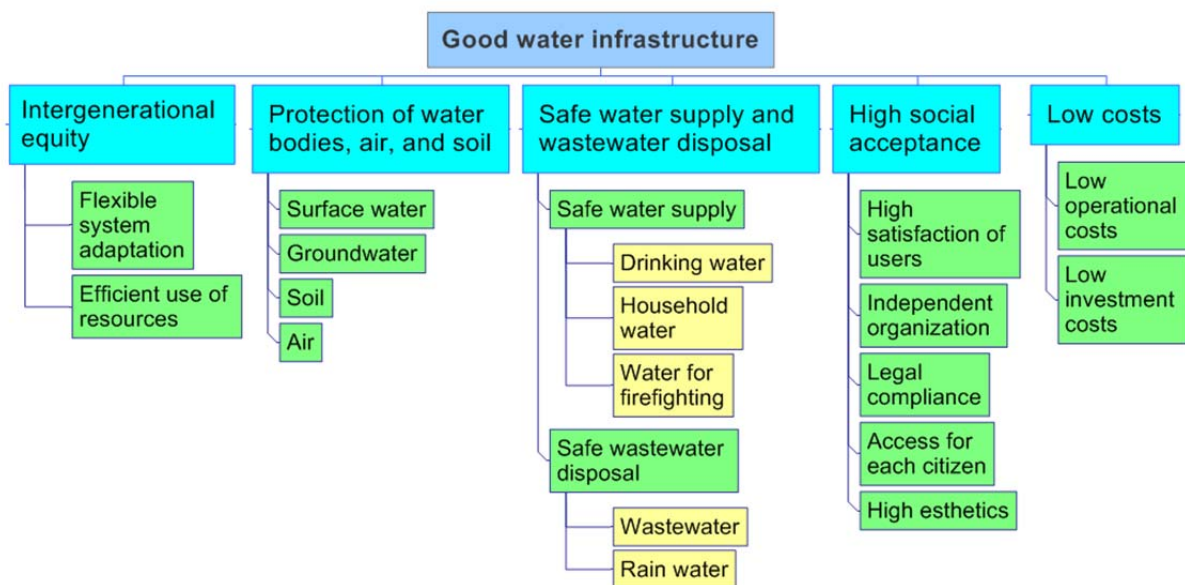 Good water infrastructure
Intergenerational
equity
Flexible
system
adaptation
Efficient use of
resources
Protection of water
bodies, air, and soil
Surface water
Groundwater
Soil
Air
Safe water supply and
wastewater disposal
Safe water supply
Drinking water
Household
water
Water for
firefighting
Safe wastewater
disposal
Wastewater
Rain water
High social
acceptance
High
satisfaction of
users
Independent
organization
Legal
compliance
Access for
each citizen
High esthetics
Low costs
Low
operational
costs
Low
investment
costs